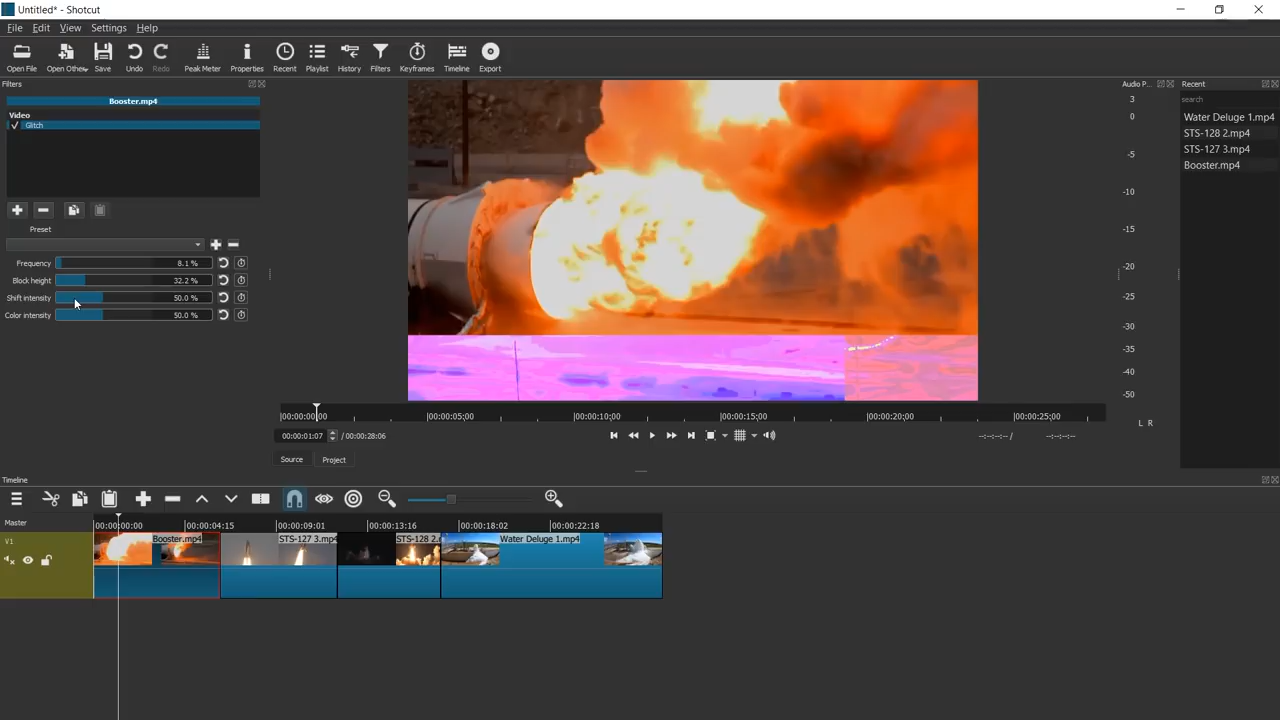 Untitled* - Shotcut
File Edit View Settings Help
Open File Open Other Save Undo Redo Peak Meter Properties Recent Playlist History Filters Keyframes Timeline Export
Filters
Booster.mp4
Video
Glitch
Preset
Frequency 8.1 %
Block height 32.2 %
Shift intensity 50.0 %
Color intensity 50.0 %
Audio P...
3
0
-5
-10
-15
-20
-25
-30
-35
-40
-50
L R
Recent
search
Water Deluge 1.mp4
STS-128 2.mp4
STS-127 3.mp4
Booster.mp4
00:00:00;00 00:00:05;00 00:00:10;00 00:00:15;00 00:00:20;00 00:00:25;00
00:00:01:07 / 00:00:28:06 --:--:--:-- / --:--:--:--
Source Project
Timeline
Master 00:00:00:00 00:00:04:15 00:00:09:01 00:00:13:16 00:00:18:02 00:00:22:18
V1 Booster.mp4 STS-127 3.mp4 STS-128 2. Water Deluge 1.mp4